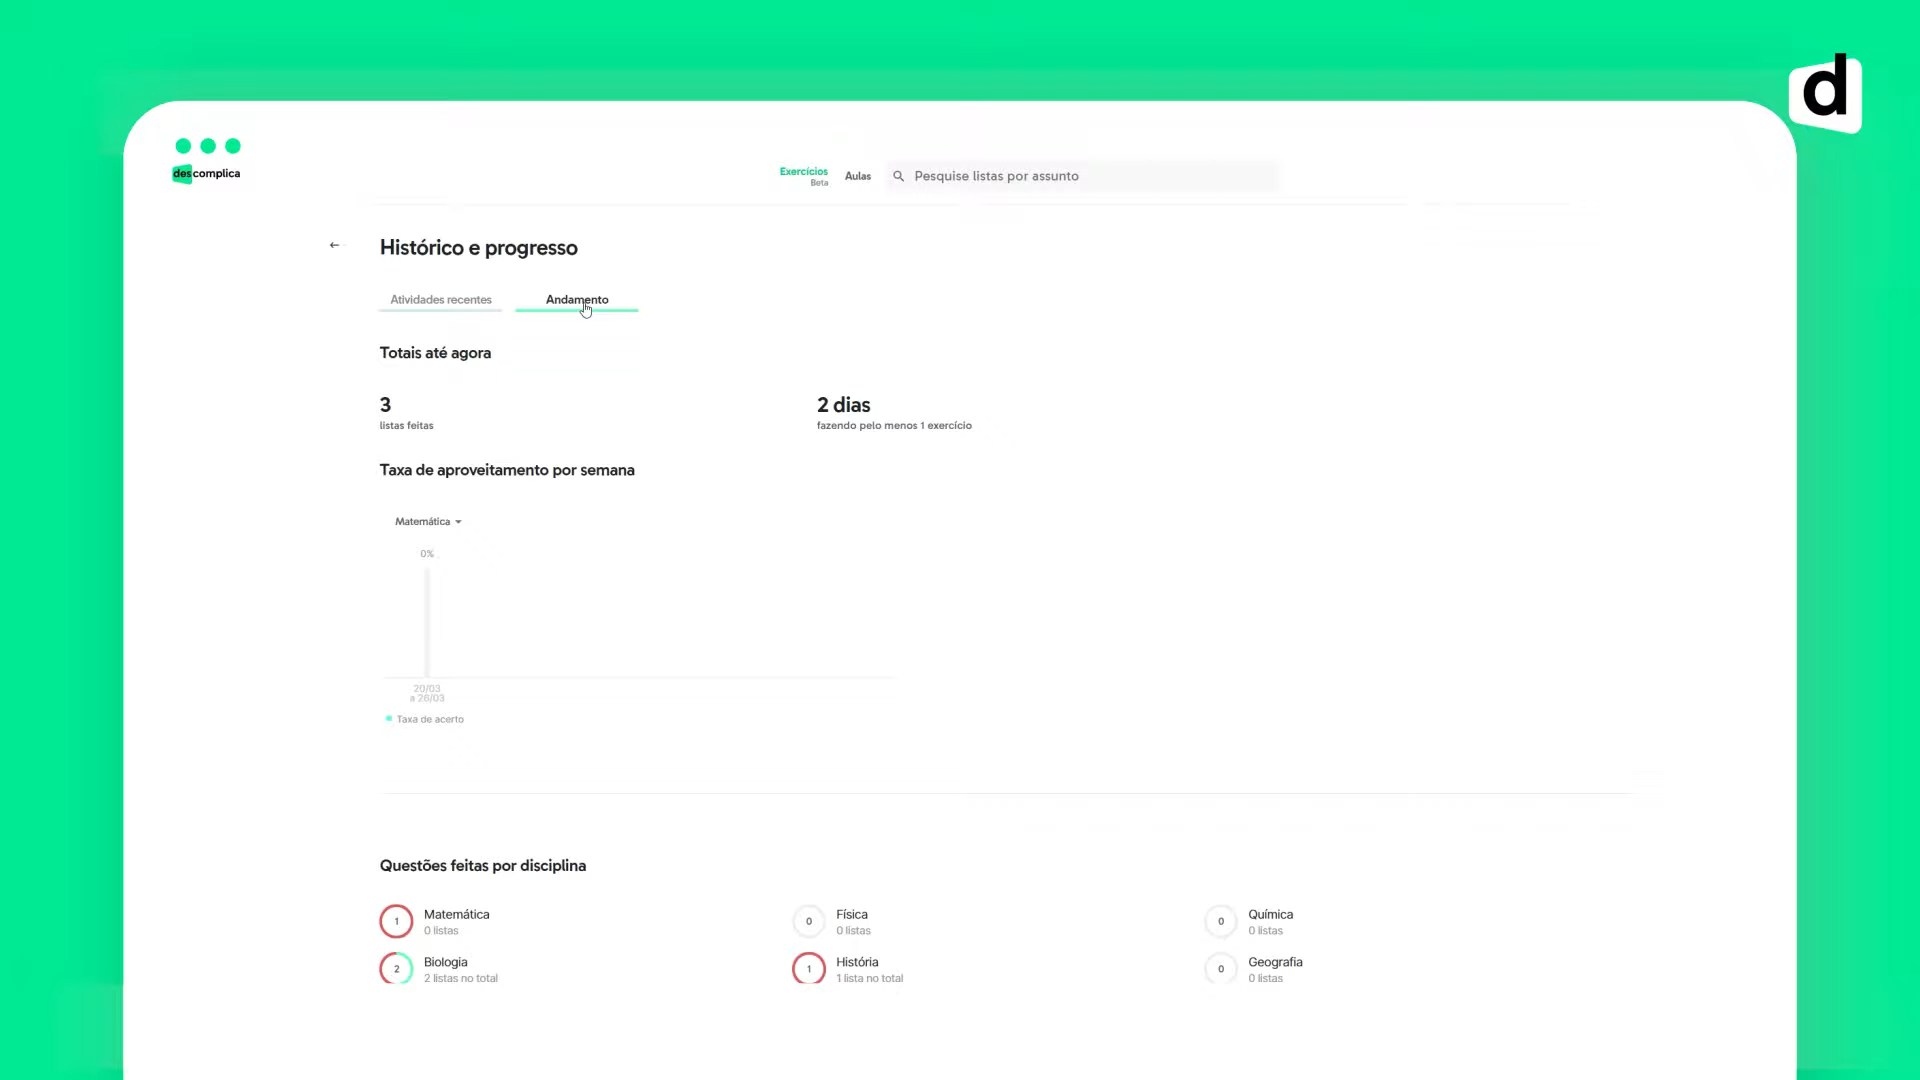 d
descomplica
Exercícios
Beta
Aulas
Pesquise listas por assunto
Histórico e progresso
Atividades recentes
Andamento
Totais até agora
3
listas feitas
2 dias
fazendo pelo menos 1 exercício
Taxa de aproveitamento por semana
Matemática
0%
20/03
a 26/03
Taxa de acerto
Questões feitas por disciplina
1
Matemática
0 listas
0
Física
0 listas
0
Química
0 listas
2
Biologia
2 listas no total
1
História
1 lista no total
0
Geografia
0 listas